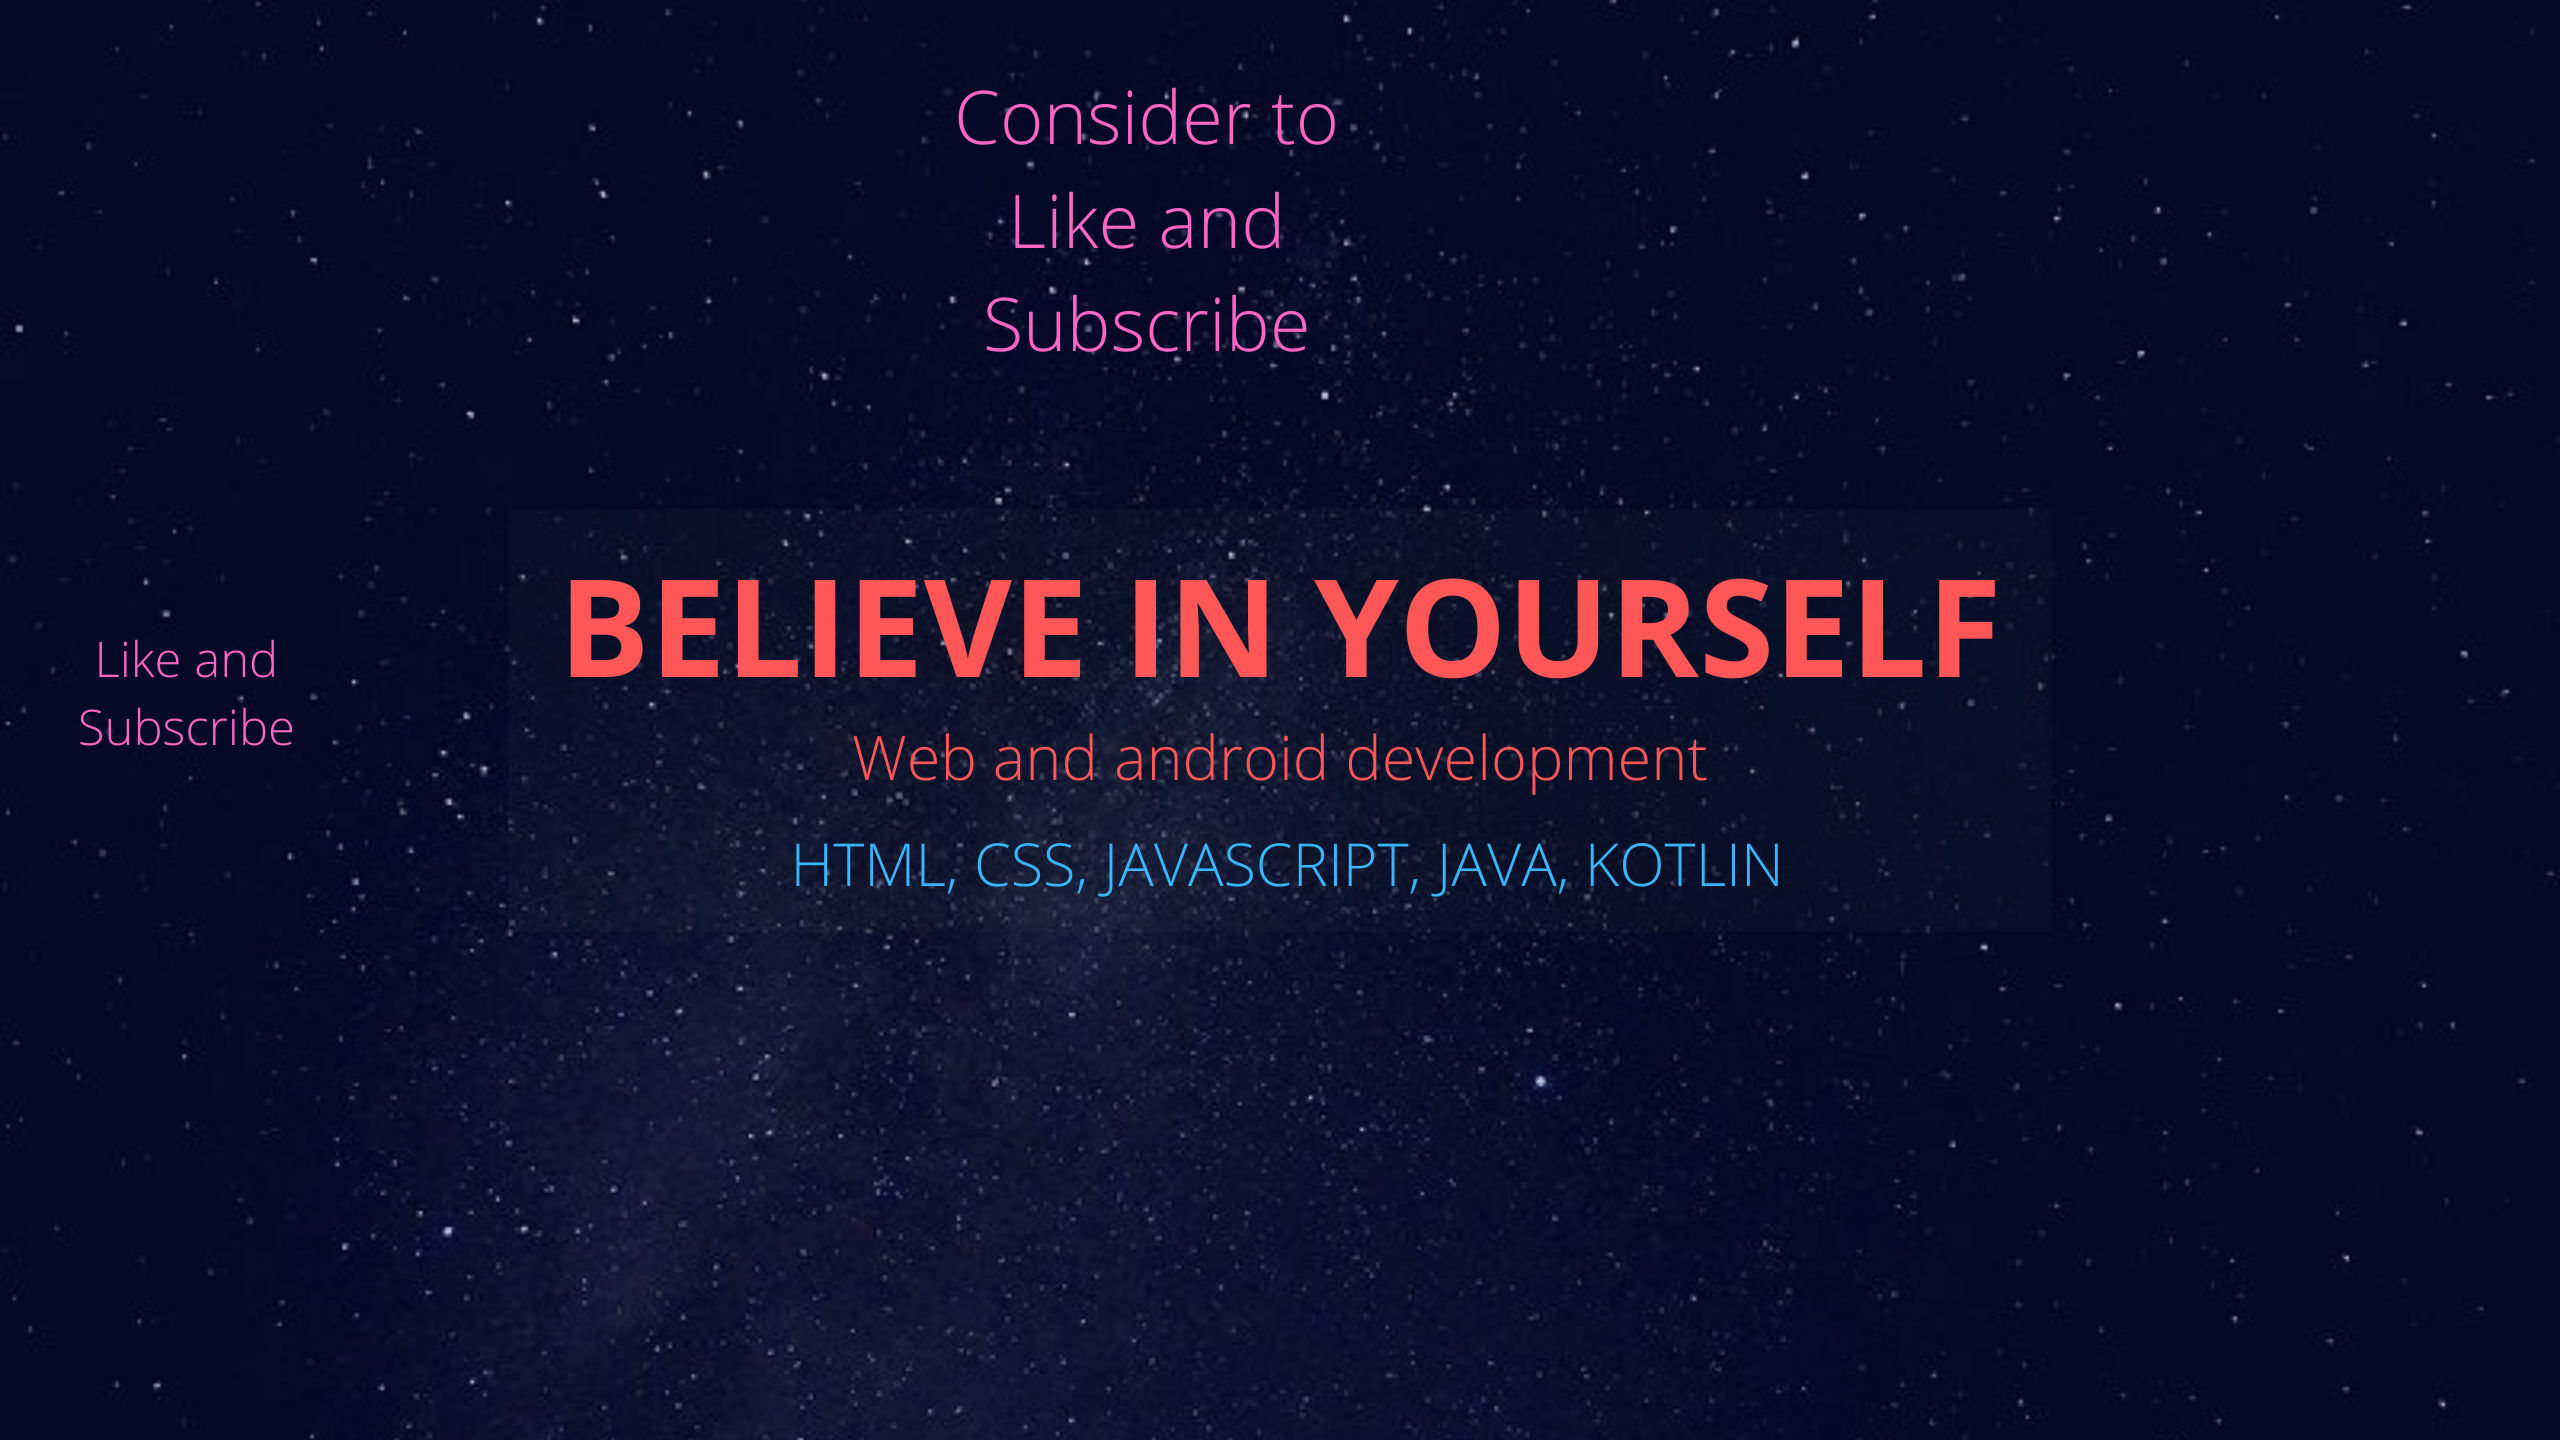 Consider to
Like and
Subscribe
BELIEVE IN YOURSELF
Like and
Subscribe
Web and android development
HTML, CSS, JAVASCRIPT, JAVA, KOTLIN